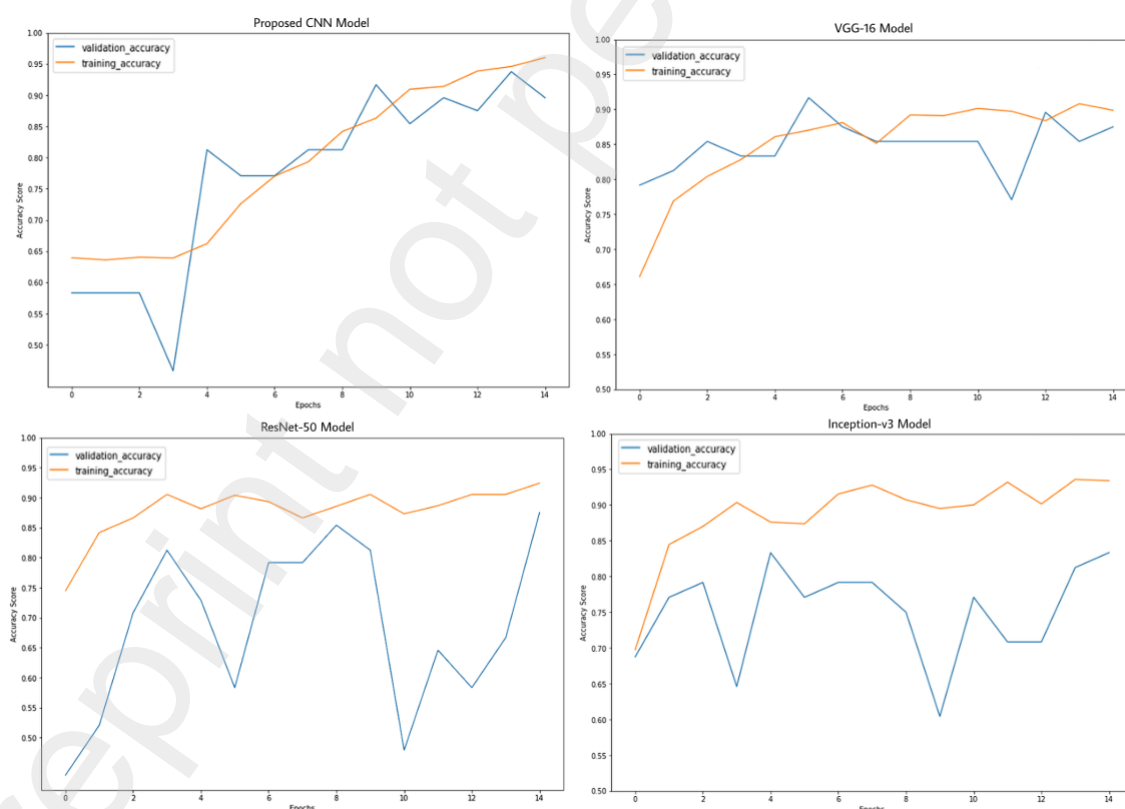 Proposed CNN Model
validation_accuracy
training_accuracy
1.00
0.95
0.90
0.85
0.80
0.75
0.70
0.65
0.60
0.55
0.50
Accuracy Score
0 2 4 6 8 10 12 14
Epochs
VGG-16 Model
validation_accuracy
training_accuracy
1.00
0.95
0.90
0.85
0.80
0.75
0.70
0.65
0.60
0.55
0.50
Accuracy Score
0 2 4 6 8 10 12 14
Epochs
ResNet-50 Model
validation_accuracy
training_accuracy
1.00
0.95
0.90
0.85
0.80
0.75
0.70
0.65
0.60
0.55
0.50
Accuracy Score
0 2 4 6 8 10 12 14
Epochs
Inception-v3 Model
validation_accuracy
training_accuracy
1.00
0.95
0.90
0.85
0.80
0.75
0.70
0.65
0.60
0.55
0.50
Accuracy Score
0 2 4 6 8 10 12 14
Epochs
eprint not pe